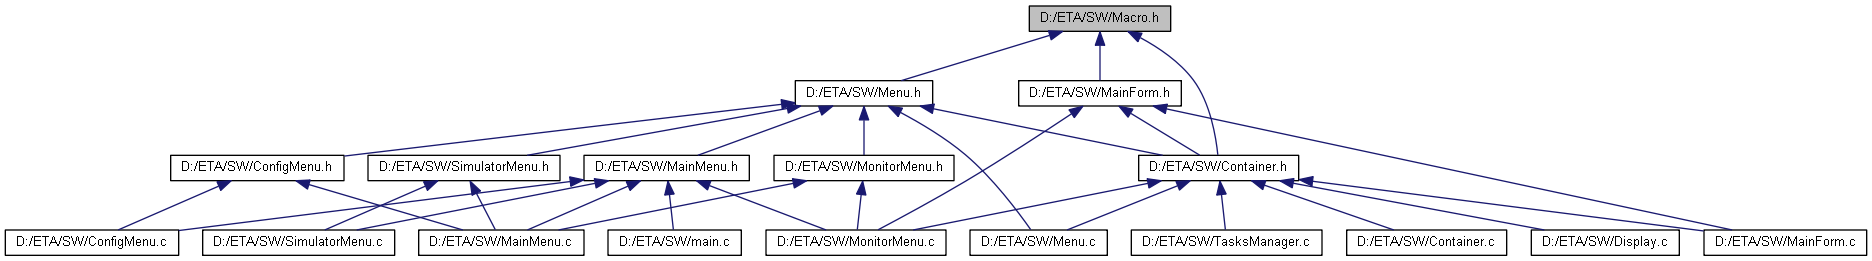 D:/ETA/SW/Macro.h
D:/ETA/SW/Menu.h
D:/ETA/SW/MainForm.h
D:/ETA/SW/ConfigMenu.h
D:/ETA/SW/SimulatorMenu.h
D:/ETA/SW/MainMenu.h
D:/ETA/SW/MonitorMenu.h
D:/ETA/SW/Container.h
D:/ETA/SW/ConfigMenu.c
D:/ETA/SW/SimulatorMenu.c
D:/ETA/SW/MainMenu.c
D:/ETA/SW/main.c
D:/ETA/SW/MonitorMenu.c
D:/ETA/SW/Menu.c
D:/ETA/SW/TasksManager.c
D:/ETA/SW/Container.c
D:/ETA/SW/Display.c
D:/ETA/SW/MainForm.c